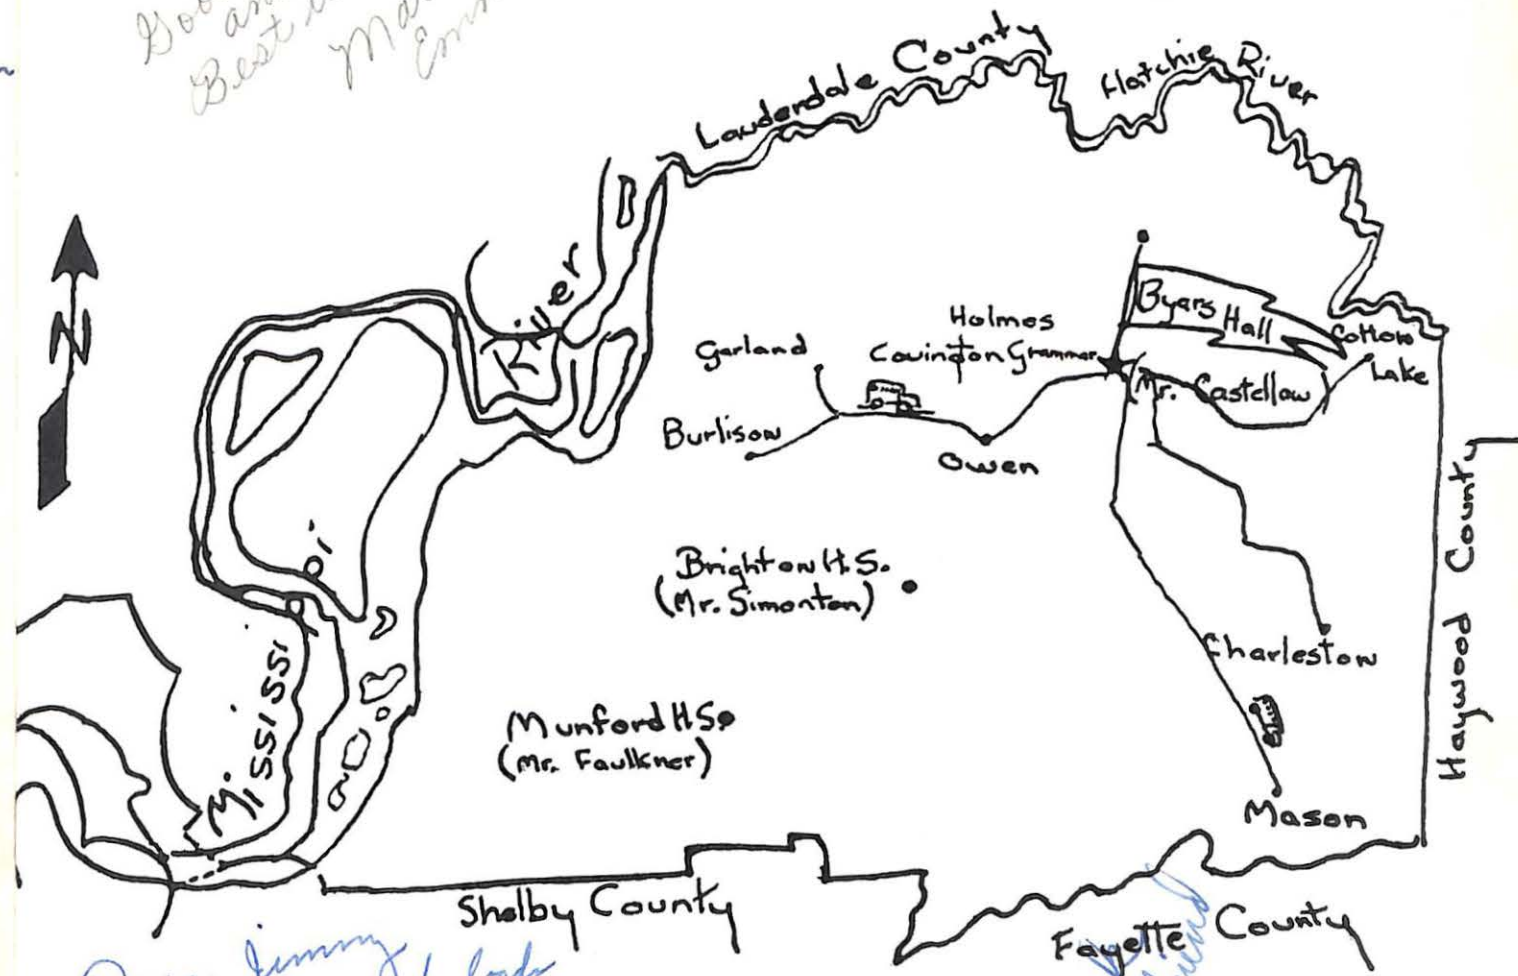 Best
Lauderdale County
Hatchie River
N
River
Byars Hall
Holmes
Covington Grammar
Garland
Cotton
Lake
Mr. Castellow
Burlison
Owen
Brighton H.S.
(Mr. Simonton)
Haywood County
Charleston
Mississippi
Munford H.S.
(Mr. Faulkner)
Mason
Shelby County
Fayette County
Jimmy